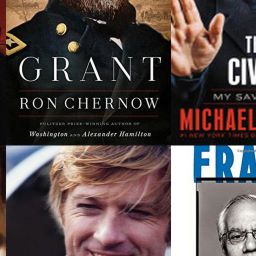 GRANT
RON CHERNOW
PULITZER PRIZE-WINNING AUTHOR OF
Washington AND Alexander Hamilton
TH
CIV
MY SAV
MICHAEL
#1 NEW YORK TIMES B
FRA